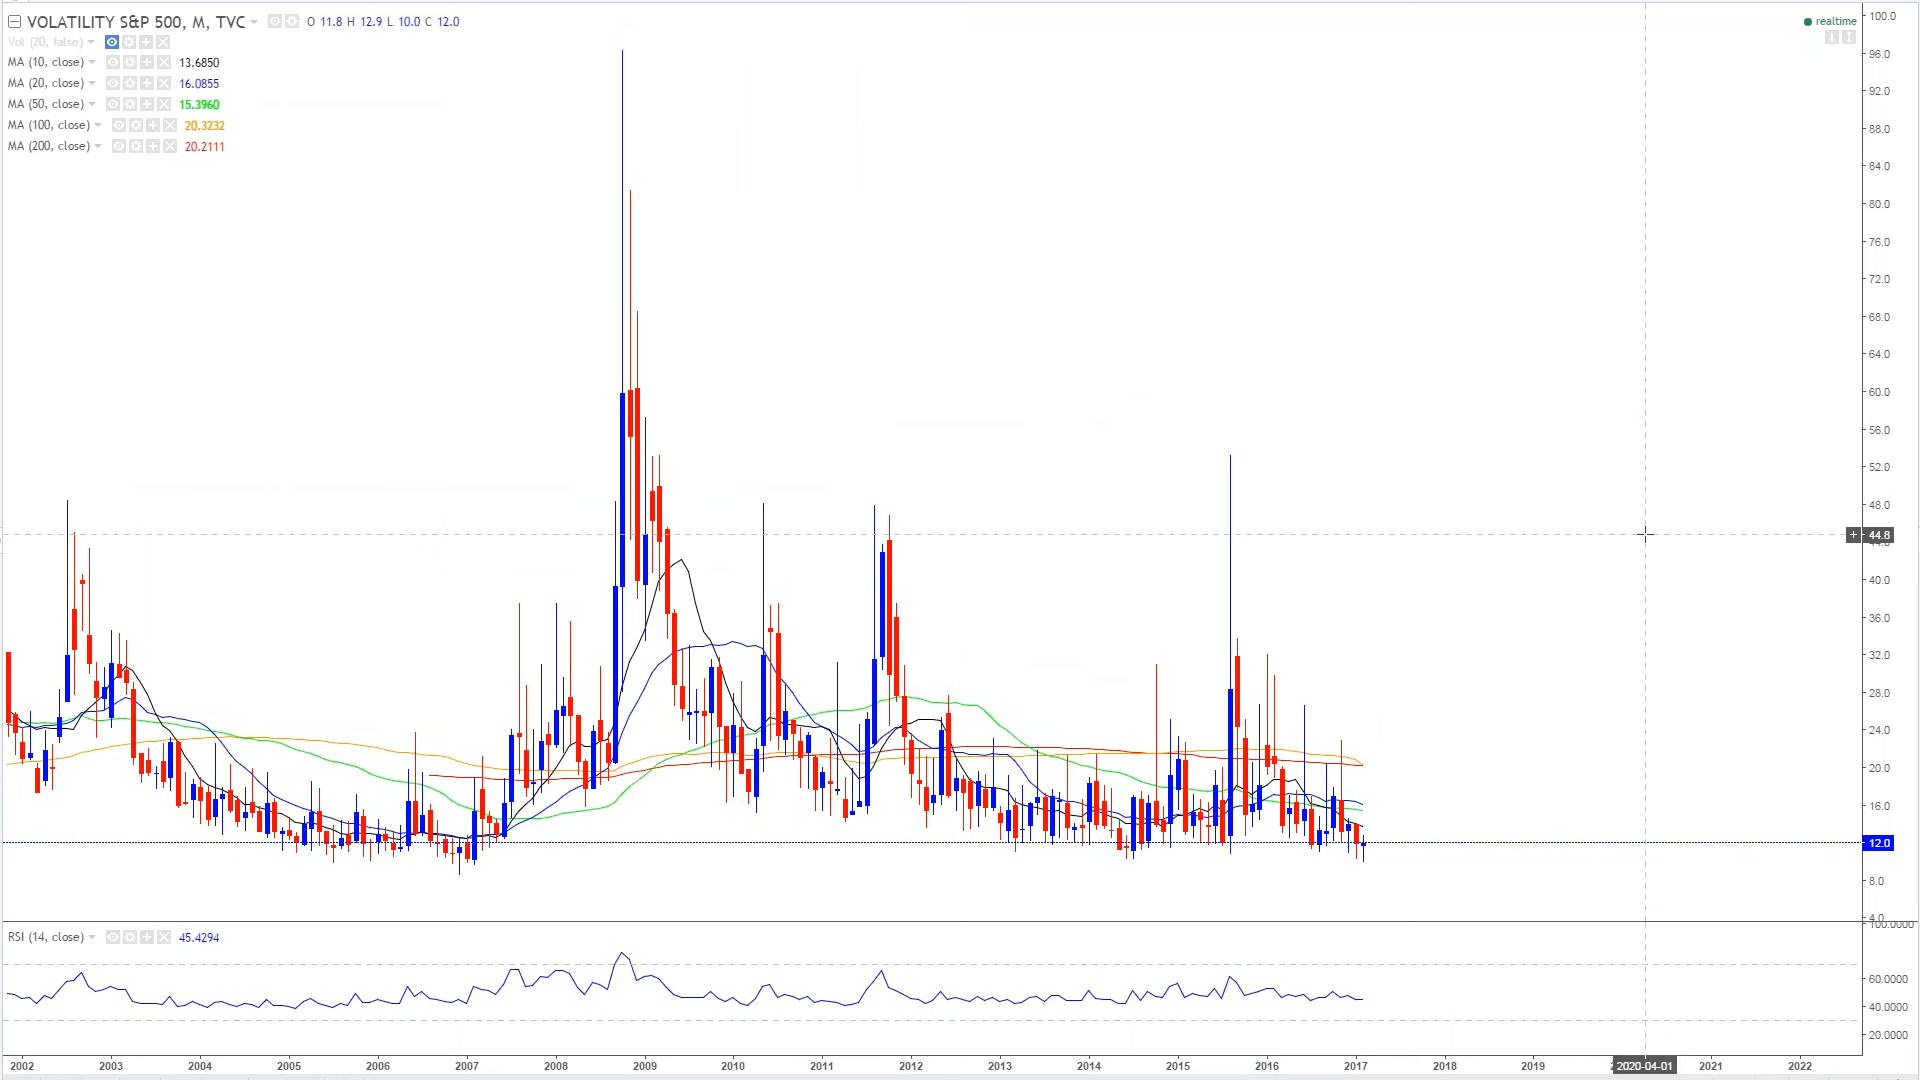 VOLATILITY S&P 500, M, TVC O 11.8 H 12.9 L 10.0 C 12.0
Vol (20, false)
MA (10, close) 13.6850
MA (20, close) 16.0855
MA (50, close) 15.3960
MA (100, close) 20.3232
MA (200, close) 20.2111
realtime
100.0
96.0
92.0
88.0
84.0
80.0
76.0
72.0
68.0
64.0
60.0
56.0
52.0
48.0
44.8
40.0
36.0
32.0
28.0
24.0
20.0
16.0
12.0
8.0
4.0
RSI (14, close) 45.4294
100.0000
60.0000
40.0000
20.0000
2002 2003 2004 2005 2006 2007 2008 2009 2010 2011 2012 2013 2014 2015 2016 2017 2018 2019 2020-04-01 2021 2022